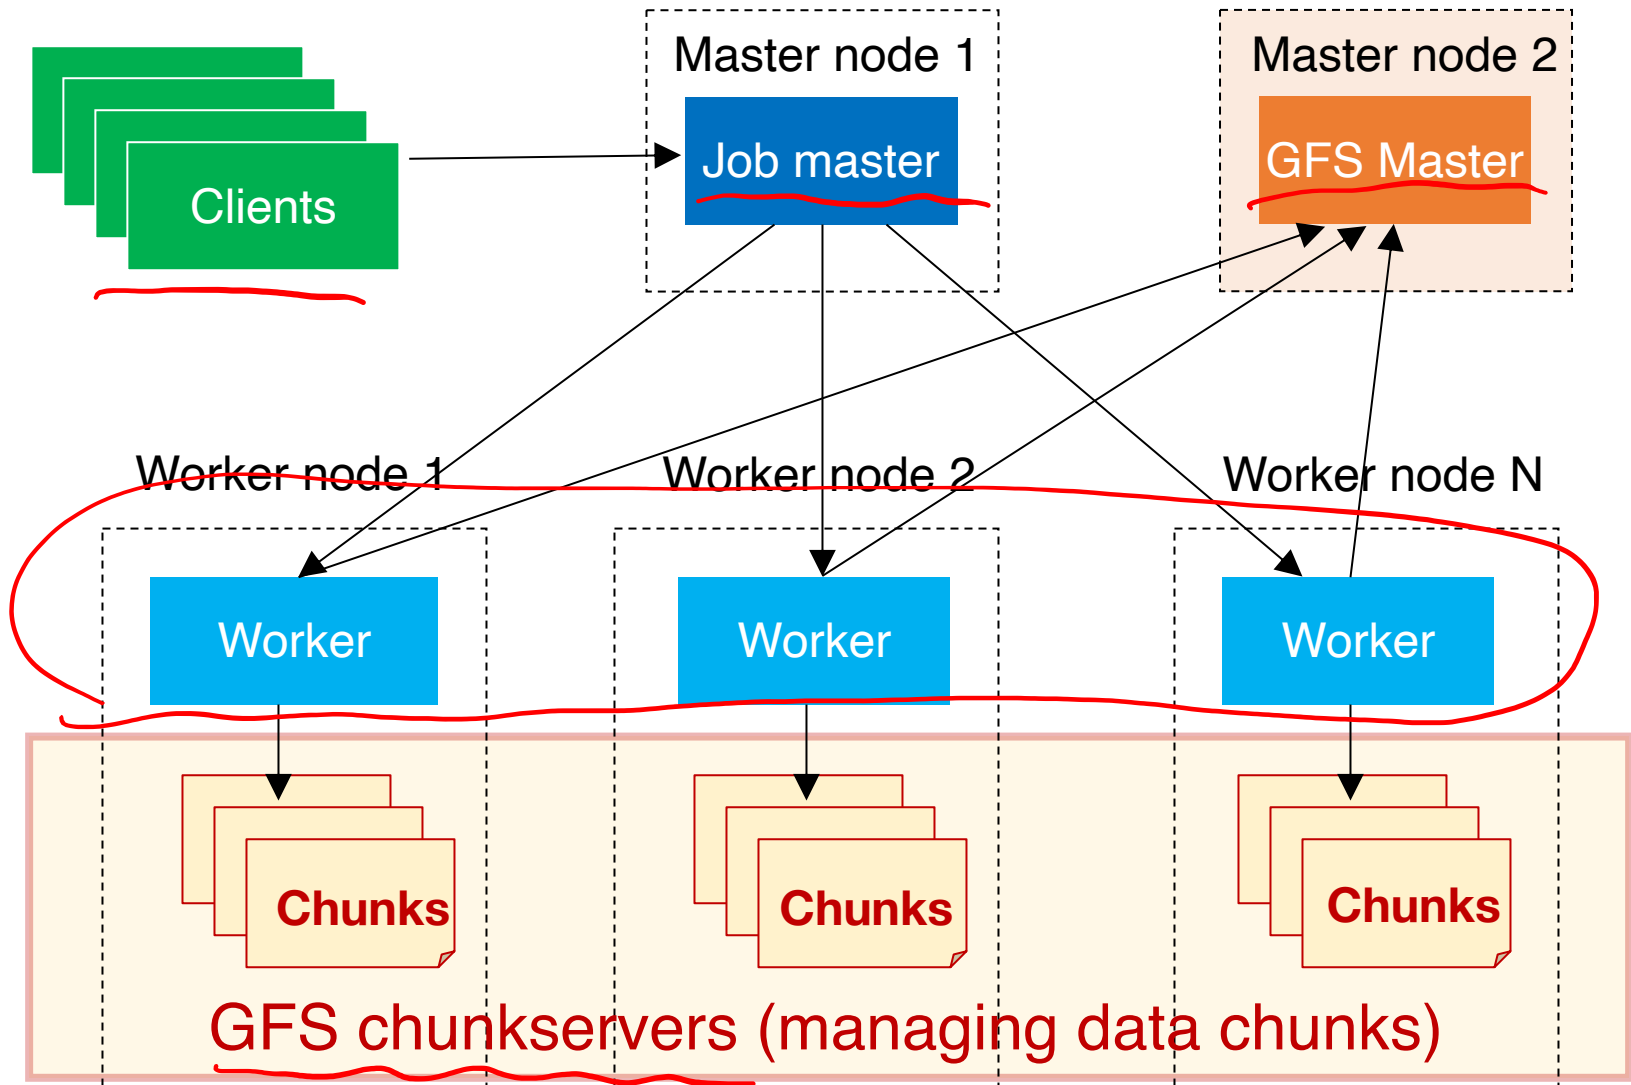 Master node 1
Master node 2
Clients
Job master
GFS Master
Worker node 1
Worker node 2
Worker node N
Worker
Worker
Worker
Chunks
Chunks
Chunks
GFS chunkservers (managing data chunks)